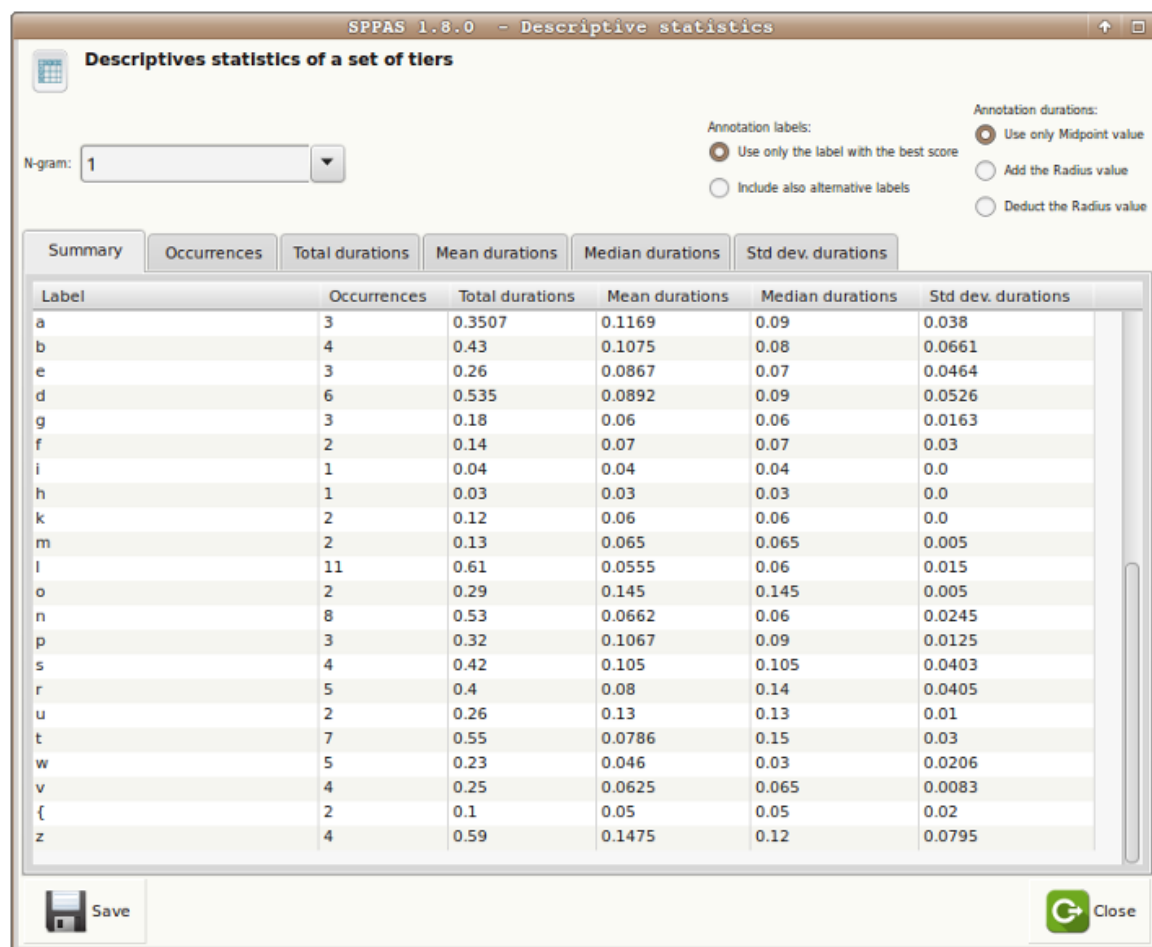 SPPAS 1.8.0 - Descriptive statistics
Descriptives statistics of a set of tiers
N-gram: 1
Annotation labels:
Use only the label with the best score
Include also alternative labels
Annotation durations:
Use only Midpoint value
Add the Radius value
Deduct the Radius value
Summary Occurrences Total durations Mean durations Median durations Std dev. durations
Label Occurrences Total durations Mean durations Median durations Std dev. durations
a 3 0.3507 0.1169 0.09 0.038
b 4 0.43 0.1075 0.08 0.0661
e 3 0.26 0.0867 0.07 0.0464
d 6 0.535 0.0892 0.09 0.0526
g 3 0.18 0.06 0.06 0.0163
f 2 0.14 0.07 0.07 0.03
i 1 0.04 0.04 0.04 0.0
h 1 0.03 0.03 0.03 0.0
k 2 0.12 0.06 0.06 0.0
m 2 0.13 0.065 0.065 0.005
l 11 0.61 0.0555 0.06 0.015
o 2 0.29 0.145 0.145 0.005
n 8 0.53 0.0662 0.06 0.0245
p 3 0.32 0.1067 0.09 0.0125
s 4 0.42 0.105 0.105 0.0403
r 5 0.4 0.08 0.14 0.0405
u 2 0.26 0.13 0.13 0.01
t 7 0.55 0.0786 0.15 0.03
w 5 0.23 0.046 0.03 0.0206
v 4 0.25 0.0625 0.065 0.0083
{ 2 0.1 0.05 0.05 0.02
z 4 0.59 0.1475 0.12 0.0795
Save
Close